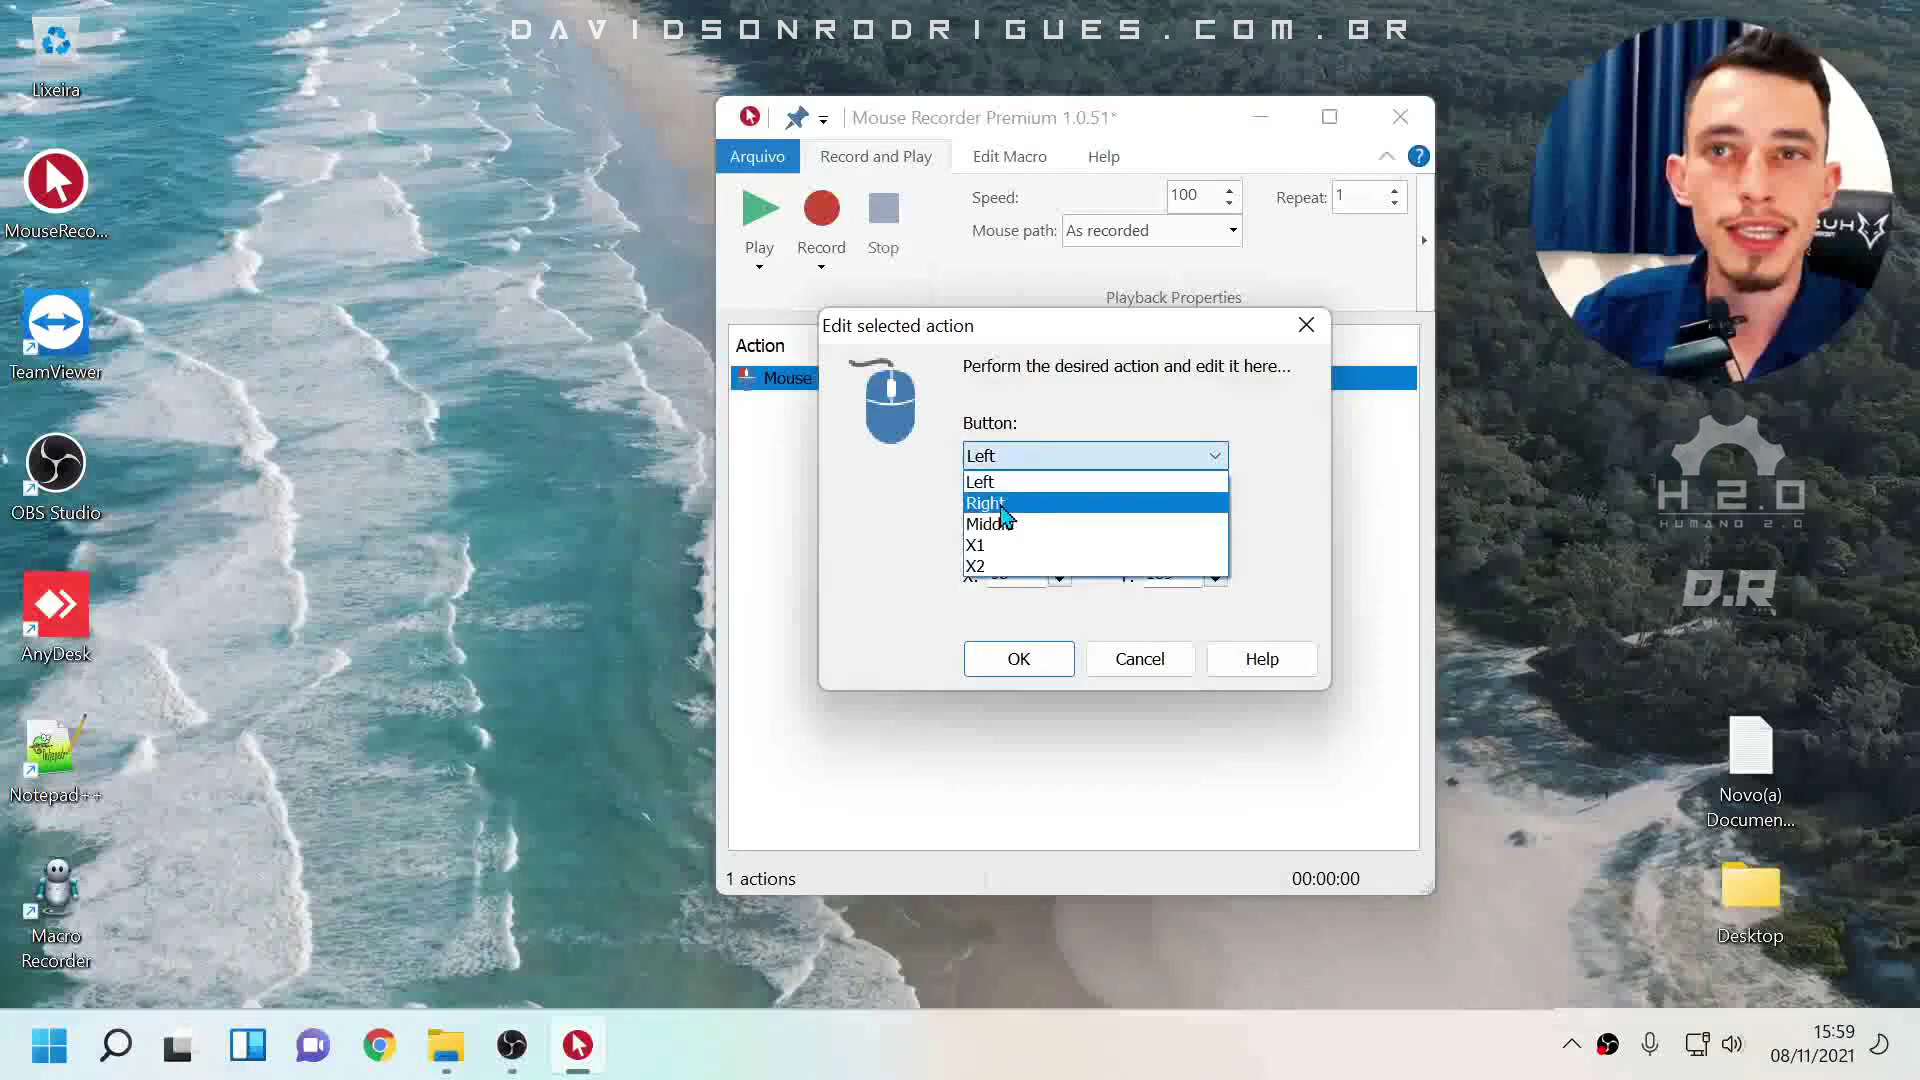 DAVIDSONRODRIGUES.COM.BR
Lixeira
MouseReco...
TeamViewer
OBS Studio
AnyDesk
Notepad++
Macro
Recorder
Mouse Recorder Premium 1.0.51*
Arquivo
Record and Play
Edit Macro
Help
Play
Record
Stop
Speed:
100
Repeat:
1
Mouse path:
As recorded
Playback Properties
Action
Mouse
Edit selected action
Perform the desired action and edit it here...
Button:
Left
Left
Right
Middle
X1
X2
OK
Cancel
Help
1 actions
00:00:00
H 2.0
HUMANO 2.0
D.R
Novo(a)
Documen...
Desktop
15:59
08/11/2021